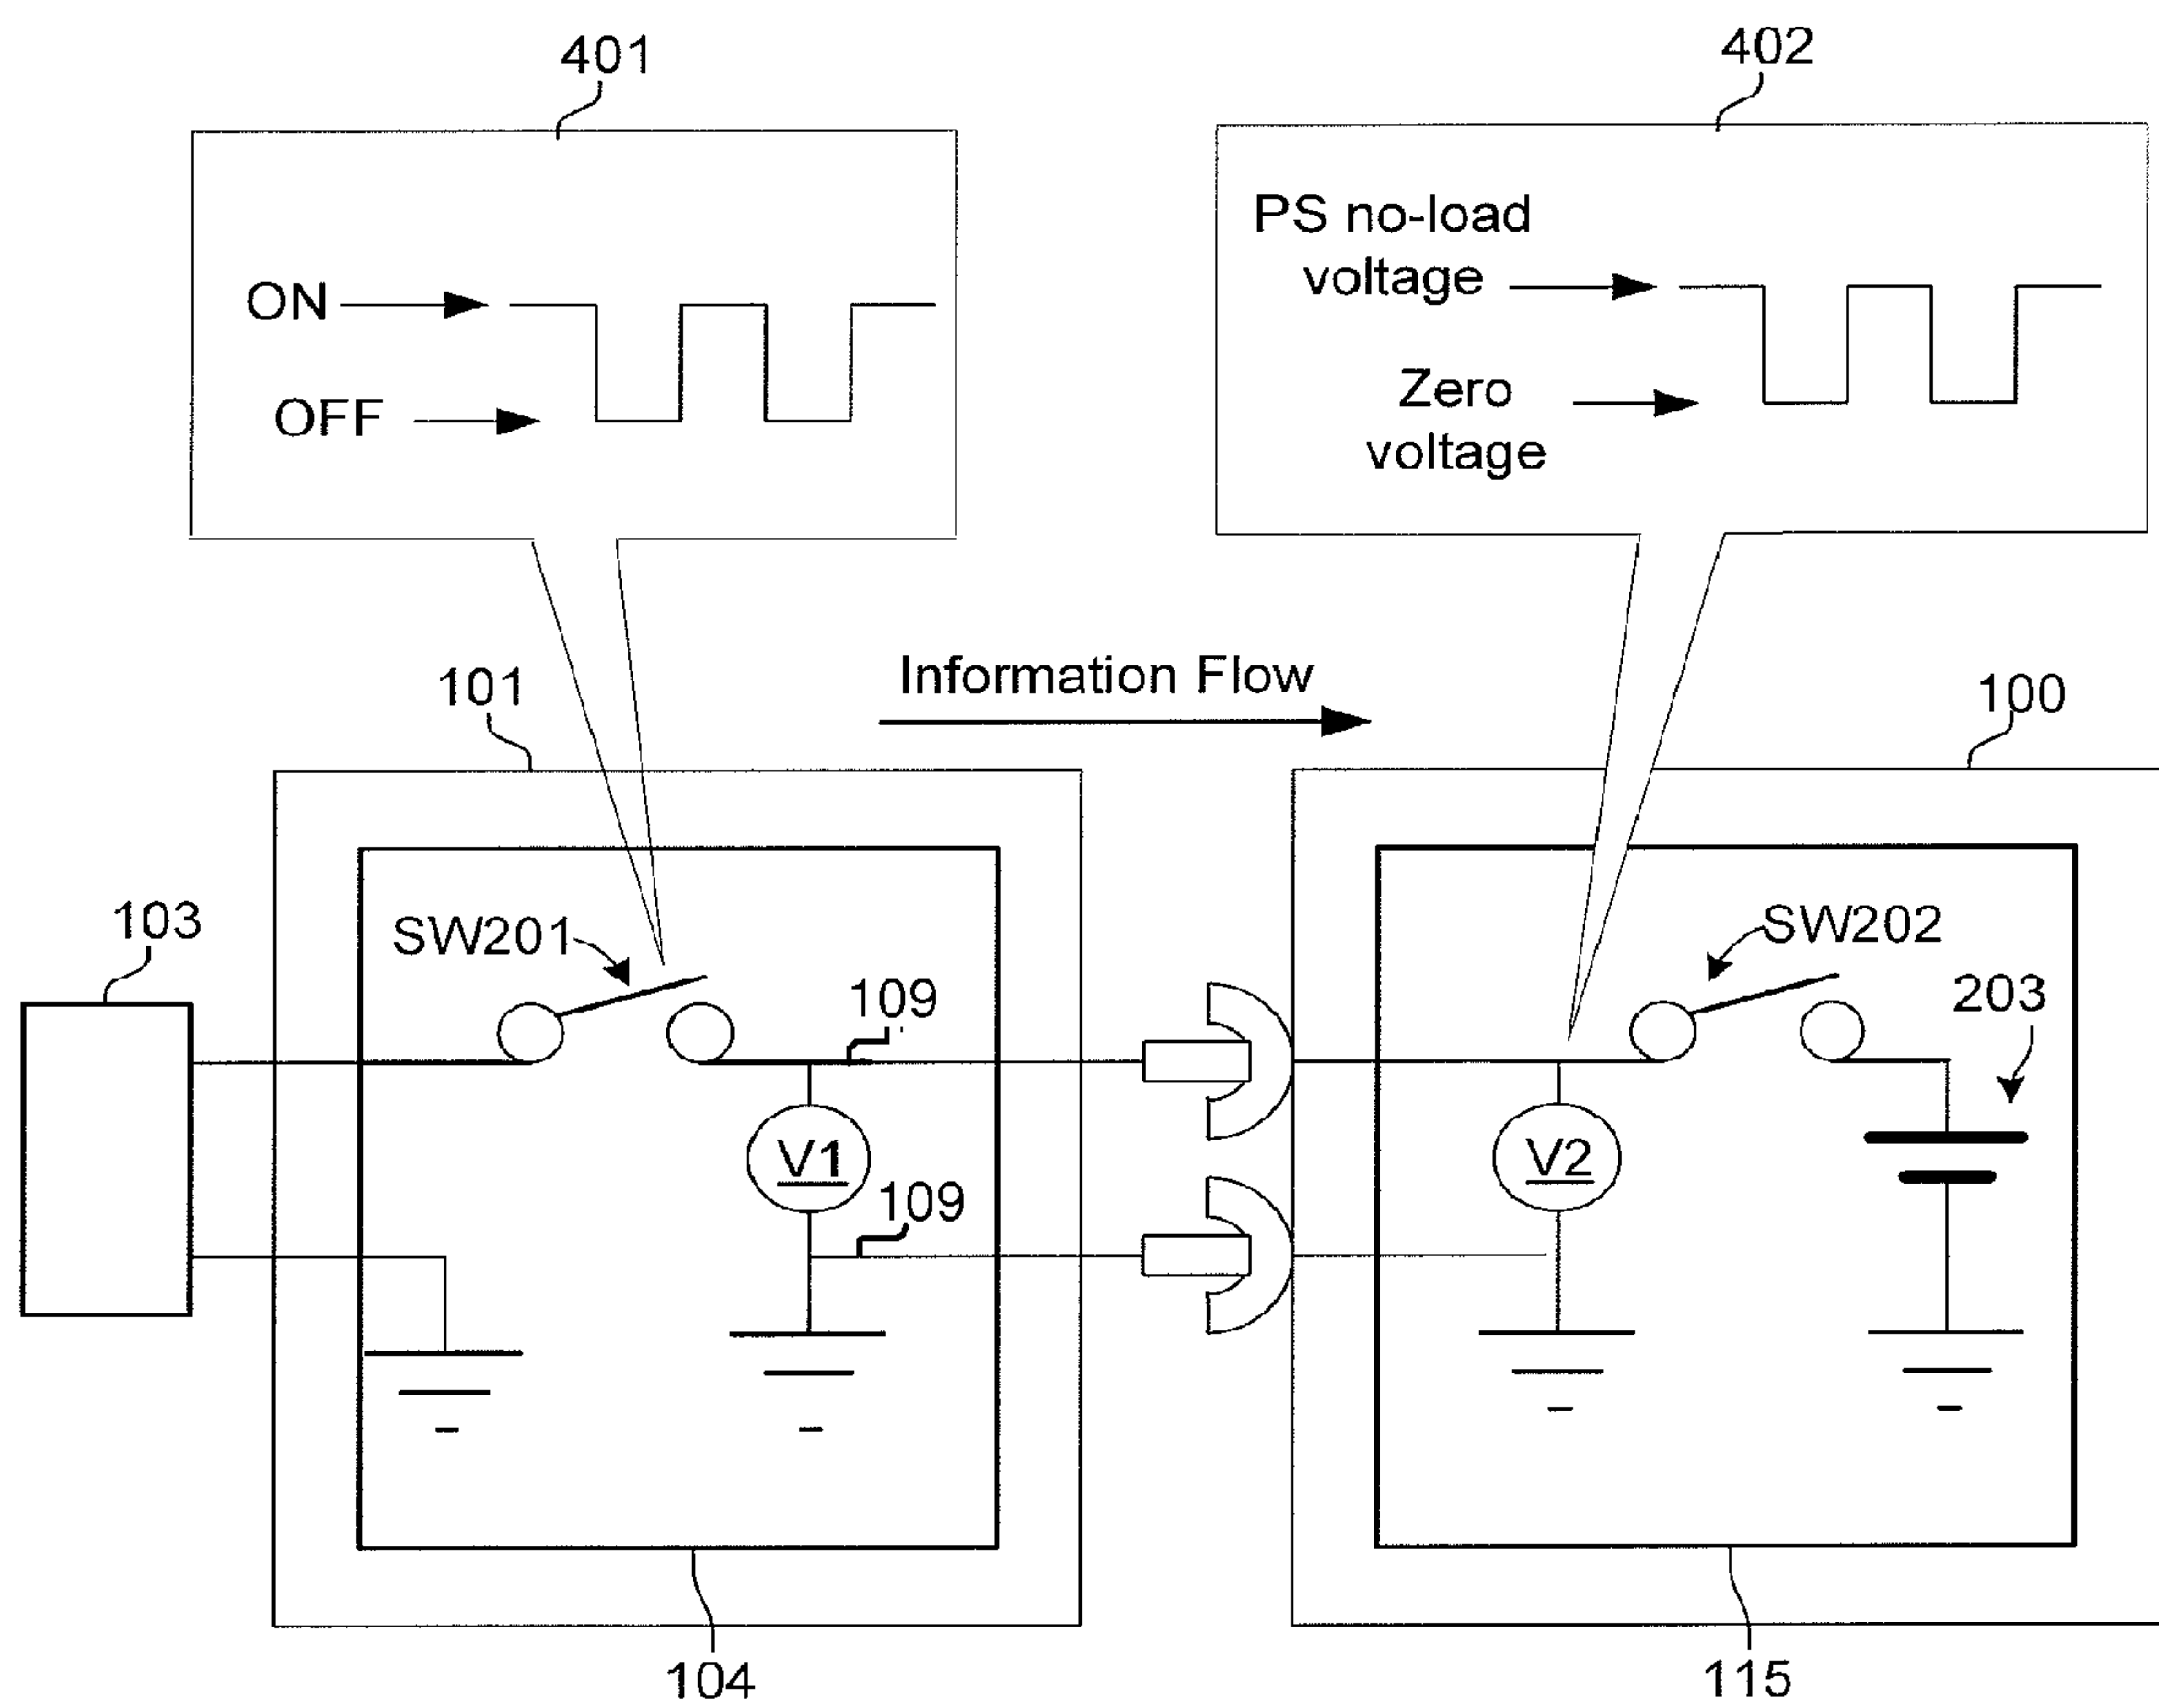 401
402
PS no-load
voltage
ON
OFF
Zero
voltage
101
Information Flow
100
103
SW201
109
SW202
203
V1
V2
109
104
115